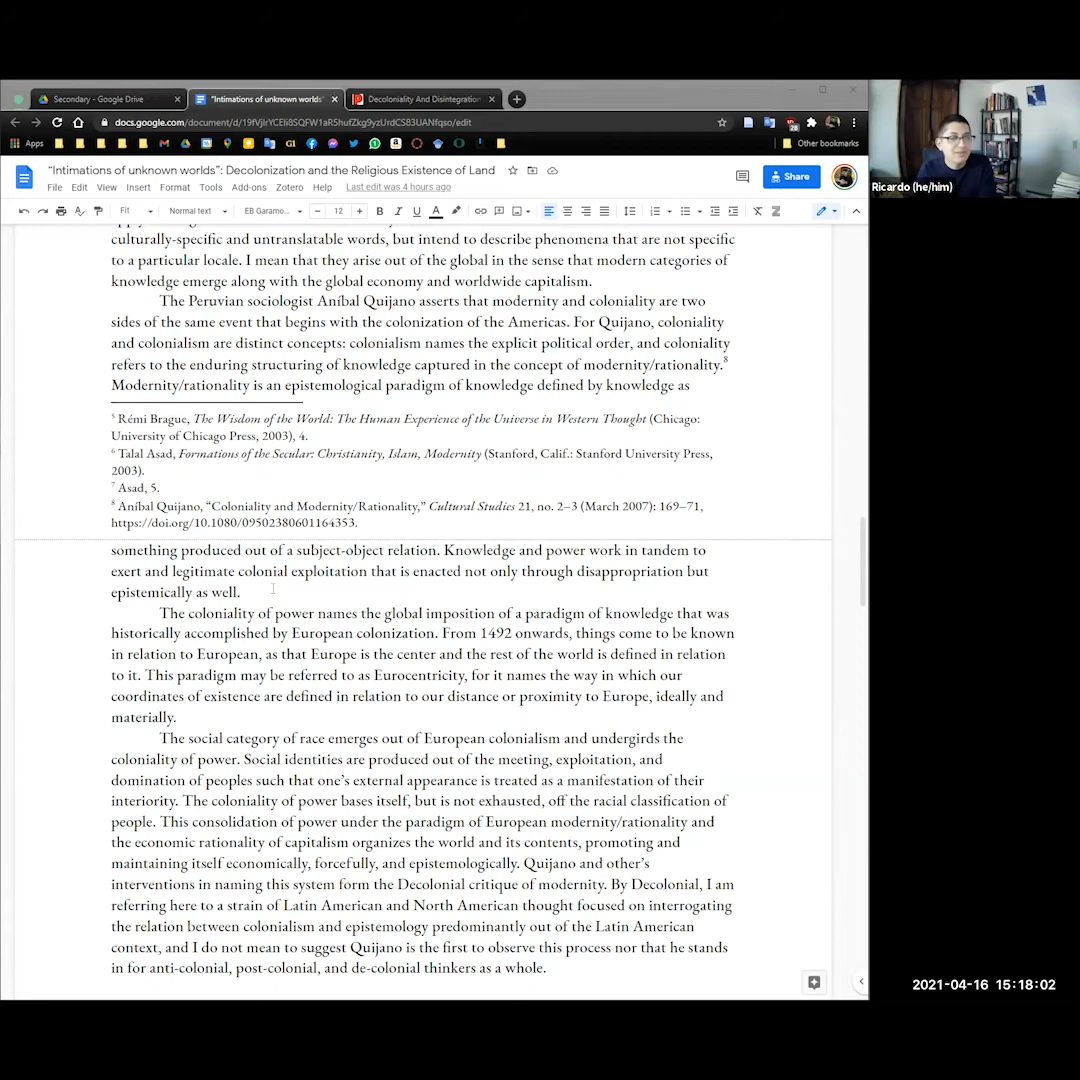 Secondary - Google Drive
"Intimations of unknown worlds"
Decoloniality And Disintegration
docs.google.com/document/d/19fVjIrYCEli8SQFW1aR5hufZkg9yzUrdCS83UANfqso/edit
Apps
G1
28
Other bookmarks
"Intimations of unknown worlds": Decolonization and the Religious Existence of Land
File Edit View Insert Format Tools Add-ons Zotero Help Last edit was 4 hours ago
Share
Fit Normal text EB Garamo... 12 B I U A Z
culturally-specific and untranslatable words, but intend to describe phenomena that are not specific
to a particular locale. I mean that they arise out of the global in the sense that modern categories of
knowledge emerge along with the global economy and worldwide capitalism.
The Peruvian sociologist Aníbal Quijano asserts that modernity and coloniality are two
sides of the same event that begins with the colonization of the Americas. For Quijano, coloniality
and colonialism are distinct concepts: colonialism names the explicit political order, and coloniality
refers to the enduring structuring of knowledge captured in the concept of modernity/rationality.8
Modernity/rationality is an epistemological paradigm of knowledge defined by knowledge as
5 Rémi Brague, The Wisdom of the World: The Human Experience of the Universe in Western Thought (Chicago:
University of Chicago Press, 2003), 4.
6 Talal Asad, Formations of the Secular: Christianity, Islam, Modernity (Stanford, Calif.: Stanford University Press,
2003).
7 Asad, 5.
8 Aníbal Quijano, "Coloniality and Modernity/Rationality," Cultural Studies 21, no. 2–3 (March 2007): 169–71,
https://doi.org/10.1080/09502380601164353.
something produced out of a subject-object relation. Knowledge and power work in tandem to
exert and legitimate colonial exploitation that is enacted not only through disappropriation but
epistemically as well.
The coloniality of power names the global imposition of a paradigm of knowledge that was
historically accomplished by European colonization. From 1492 onwards, things come to be known
in relation to European, as that Europe is the center and the rest of the world is defined in relation
to it. This paradigm may be referred to as Eurocentricity, for it names the way in which our
coordinates of existence are defined in relation to our distance or proximity to Europe, ideally and
materially.
The social category of race emerges out of European colonialism and undergirds the
coloniality of power. Social identities are produced out of the meeting, exploitation, and
domination of peoples such that one's external appearance is treated as a manifestation of their
interiority. The coloniality of power bases itself, but is not exhausted, off the racial classification of
people. This consolidation of power under the paradigm of European modernity/rationality and
the economic rationality of capitalism organizes the world and its contents, promoting and
maintaining itself economically, forcefully, and epistemologically. Quijano and other's
interventions in naming this system form the Decolonial critique of modernity. By Decolonial, I am
referring here to a strain of Latin American and North American thought focused on interrogating
the relation between colonialism and epistemology predominantly out of the Latin American
context, and I do not mean to suggest Quijano is the first to observe this process nor that he stands
in for anti-colonial, post-colonial, and de-colonial thinkers as a whole.
Ricardo (he/him)
2021-04-16 15:18:02